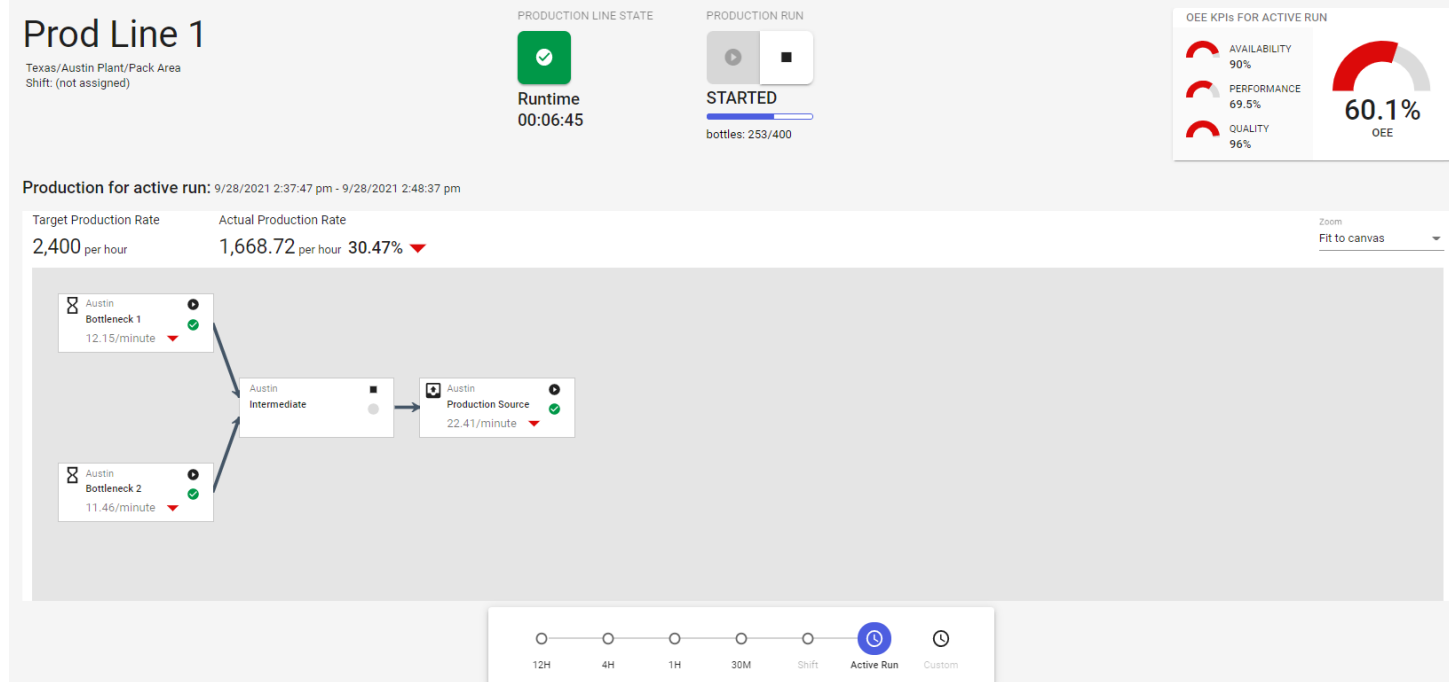 Prod Line 1
Texas/Austin Plant/Pack Area
Shift: (not assigned)
PRODUCTION LINE STATE
Runtime
00:06:45
PRODUCTION RUN
STARTED
bottles: 253/400
OEE KPIs FOR ACTIVE RUN
AVAILABILITY
90%
PERFORMANCE
69.5%
QUALITY
96%
60.1%
OEE
Production for active run: 9/28/2021 2:37:47 pm - 9/28/2021 2:48:37 pm
Target Production Rate
2,400 per hour
Actual Production Rate
1,668.72 per hour 30.47%
Zoom
Fit to canvas
Austin
Bottleneck 1
12.15/minute
Austin
Intermediate
Austin
Production Source
22.41/minute
Austin
Bottleneck 2
11.46/minute
12H
4H
1H
30M
Shift
Active Run
Custom